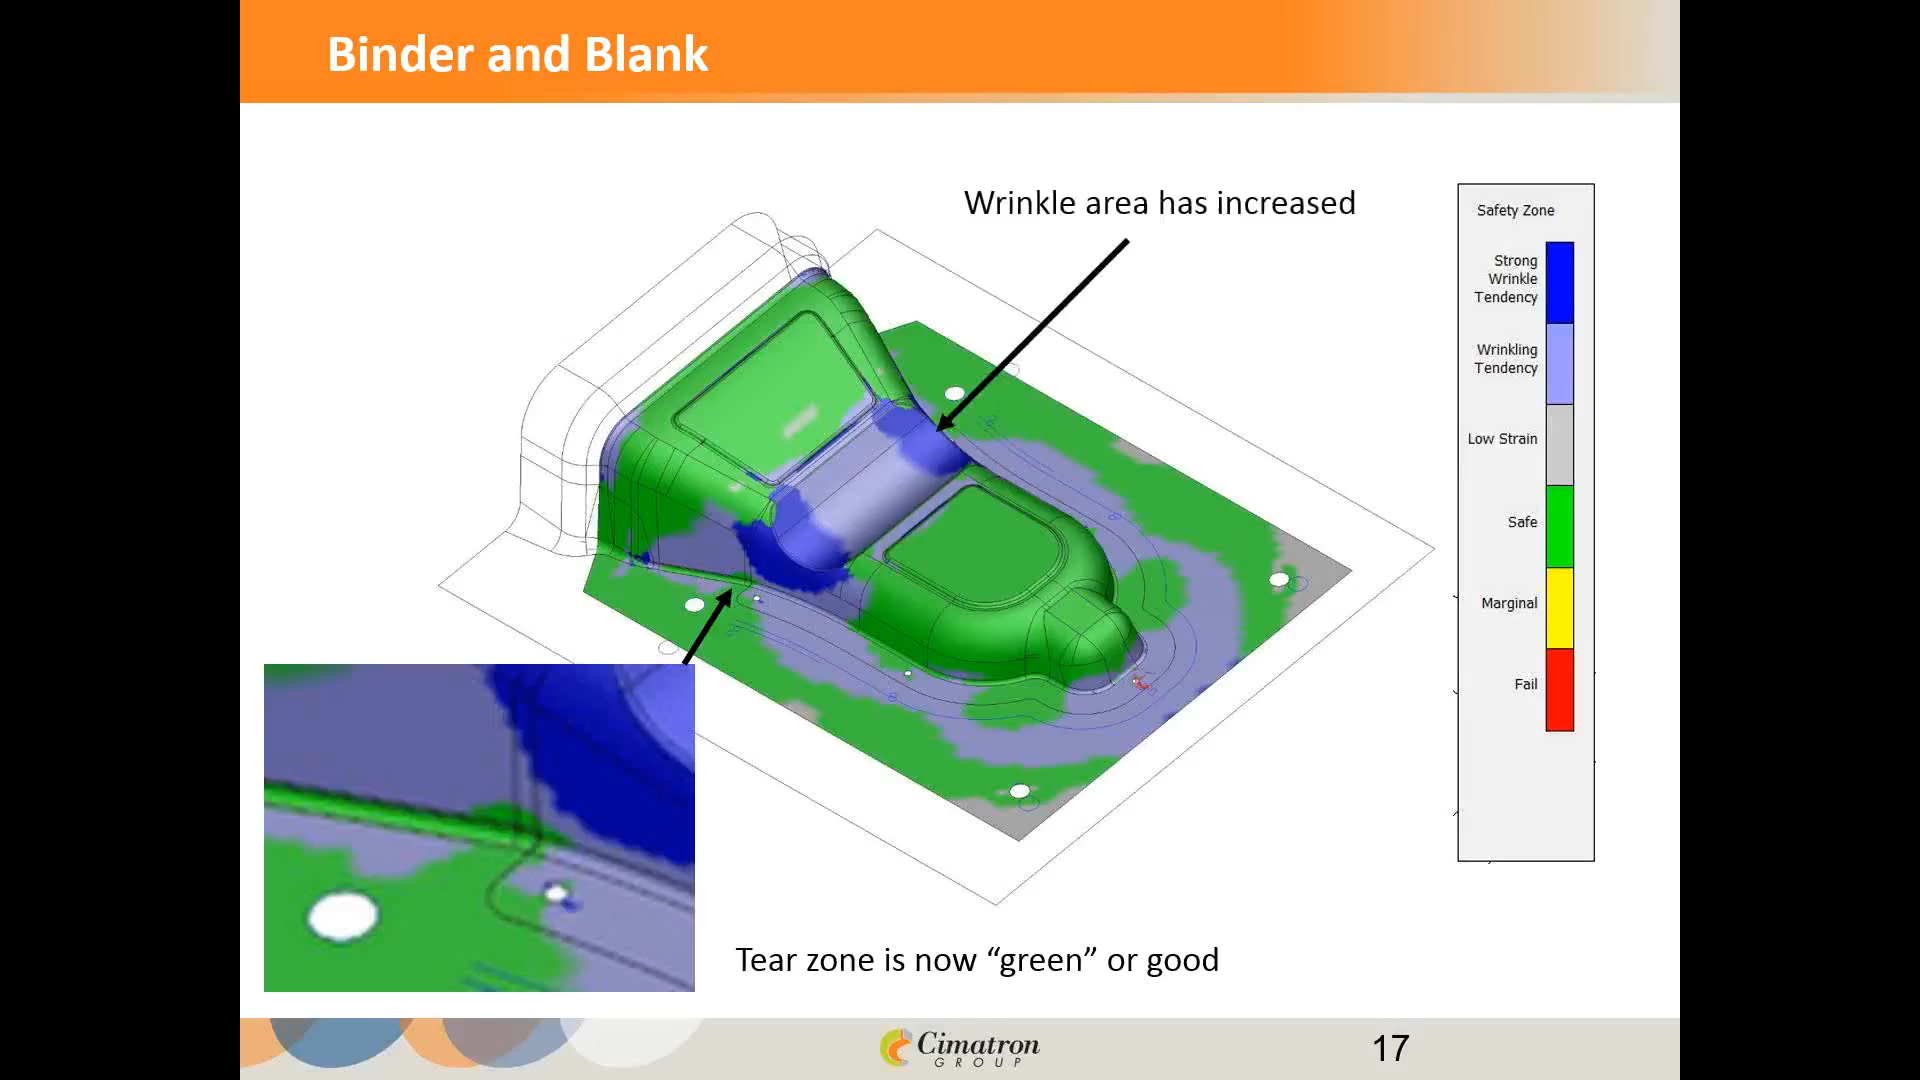 Binder and Blank
Wrinkle area has increased
Safety Zone
Strong
Wrinkle
Tendency
Wrinkling
Tendency
Low Strain
Safe
Marginal
Fail
Tear zone is now “green” or good
Cimatron
GROUP
17